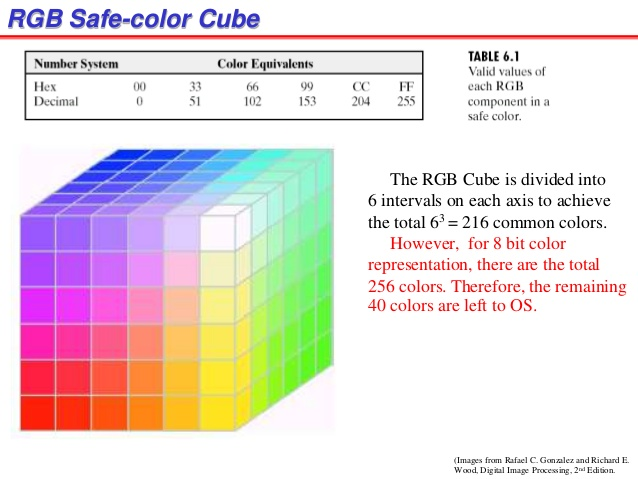 RGB Safe-color Cube
Number System Color Equivalents
Hex 00 33 66 99 CC FF
Decimal 0 51 102 153 204 255
TABLE 6.1
Valid values of
each RGB
component in a
safe color.
The RGB Cube is divided into
6 intervals on each axis to achieve
the total 6³ = 216 common colors.
However, for 8 bit color
representation, there are the total
256 colors. Therefore, the remaining
40 colors are left to OS.
(Images from Rafael C. Gonzalez and Richard E.
Wood, Digital Image Processing, 2nd Edition.